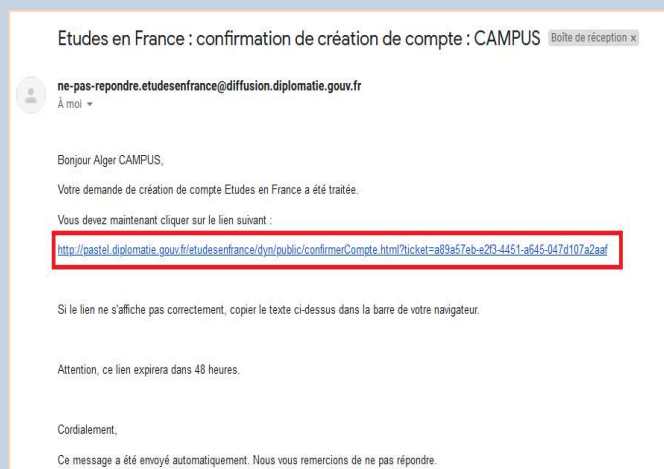 Etudes en France : confirmation de création de compte : CAMPUS Boîte de réception x
ne-pas-repondre.etudesenfrance@diffusion.diplomatie.gouv.fr
À moi
Bonjour Alger CAMPUS,
Votre demande de création de compte Etudes en France a été traitée.
Vous devez maintenant cliquer sur le lien suivant :
http://pastel.diplomatie.gouv.fr/etudesenfrance/dyn/public/confirmerCompte.html?ticket=a89a57eb-e2f3-4451-a645-047d107a2aaf
Si le lien ne s'affiche pas correctement, copier le texte ci-dessus dans la barre de votre navigateur.
Attention, ce lien expirera dans 48 heures.
Cordialement,
Ce message a été envoyé automatiquement. Nous vous remercions de ne pas répondre.